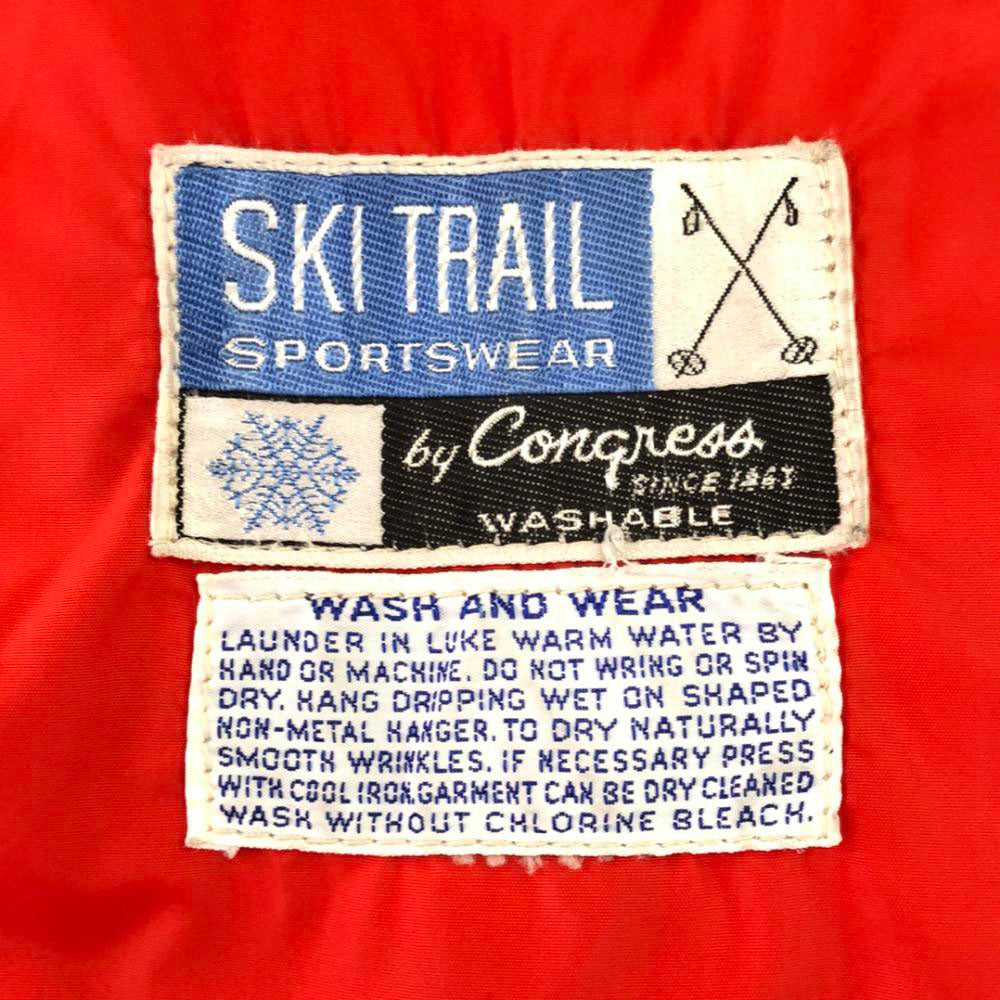 SKI TRAIL
SPORTSWEAR
by Congress
SINCE 1863
WASHABLE
WASH AND WEAR
LAUNDER IN LUKE WARM WATER BY
HAND OR MACHINE. DO NOT WRING OR SPIN
DRY. HANG DRIPPING WET ON SHAPED
NON-METAL HANGER. TO DRY NATURALLY
SMOOTH WRINKLES. IF NECESSARY PRESS
WITH COOL IRON. GARMENT CAN BE DRY CLEANED
WASH WITHOUT CHLORINE BLEACH.